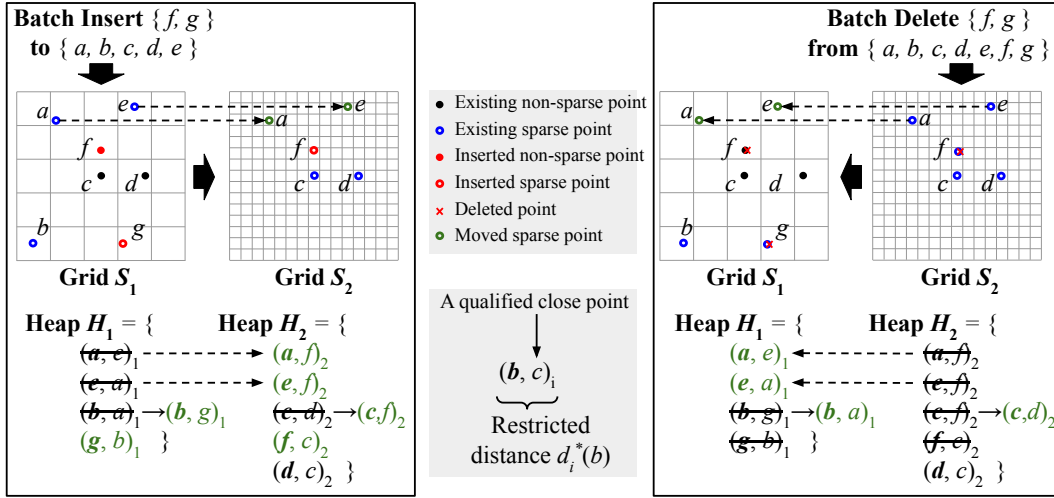 Batch Insert { f, g }
to { a, b, c, d, e }
a
e
f
c
d
b
g
Grid S1
e
a
f
c
d
Grid S2
Heap H1 = {
(a, e)1
(e, a)1
(b, a)1 →(b, g)1
(g, b)1 }
Heap H2 = {
(a, f)2
(e, f)2
(c, d)2 →(c,f)2
(f, c)2
(d, c)2 }
Existing non-sparse point
Existing sparse point
Inserted non-sparse point
Inserted sparse point
Deleted point
Moved sparse point
A qualified close point
(b, c)i
Restricted
distance di*(b)
Batch Delete { f, g }
from { a, b, c, d, e, f, g }
e
a
f
c
d
b
g
Grid S1
e
a
f
c
d
Grid S2
Heap H1 = {
(a, e)1
(e, a)1
(b, g)1 →(b, a)1
(g, b)1 }
Heap H2 = {
(a, f)2
(e, f)2
(c, f)2 →(c,d)2
(f, c)2
(d, c)2 }